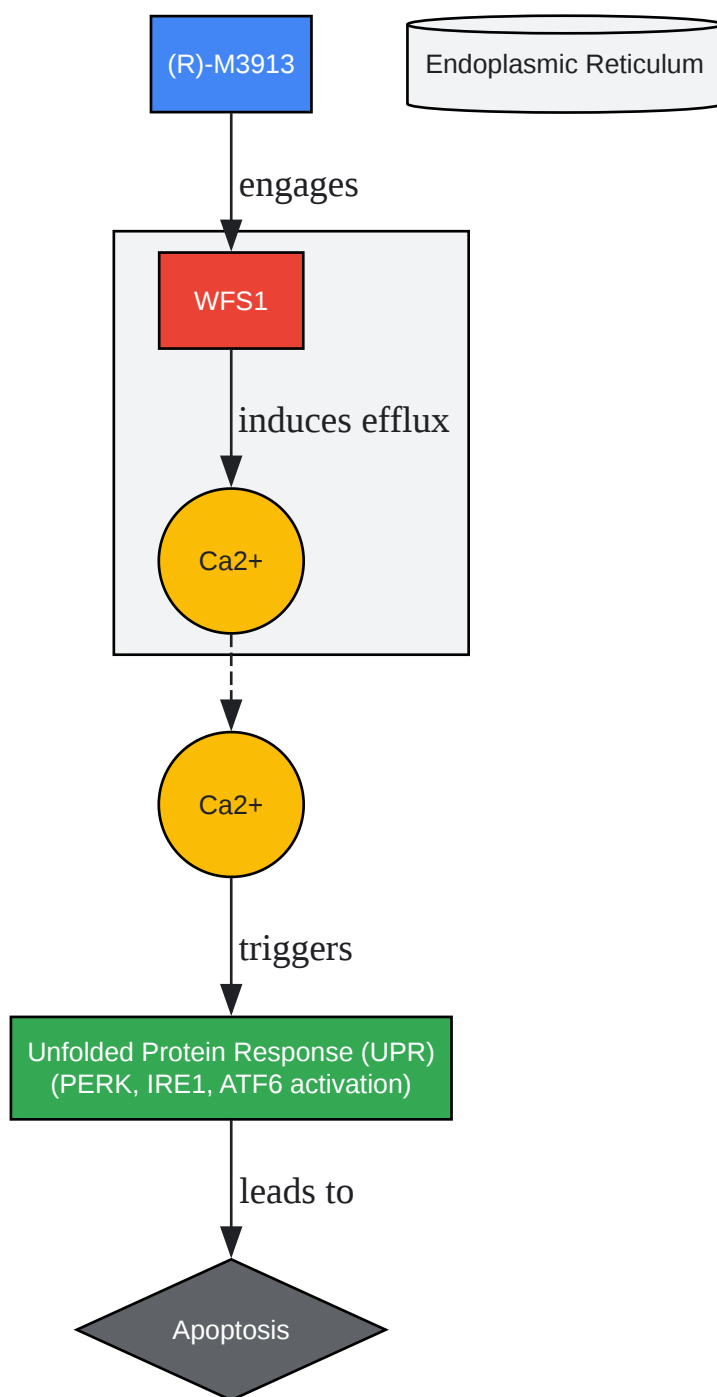 (R)-M3913
Endoplasmic Reticulum
engages
WFS1
induces efflux
Ca2+
Ca2+
triggers
Unfolded Protein Response (UPR)
(PERK, IRE1, ATF6 activation)
leads to
Apoptosis